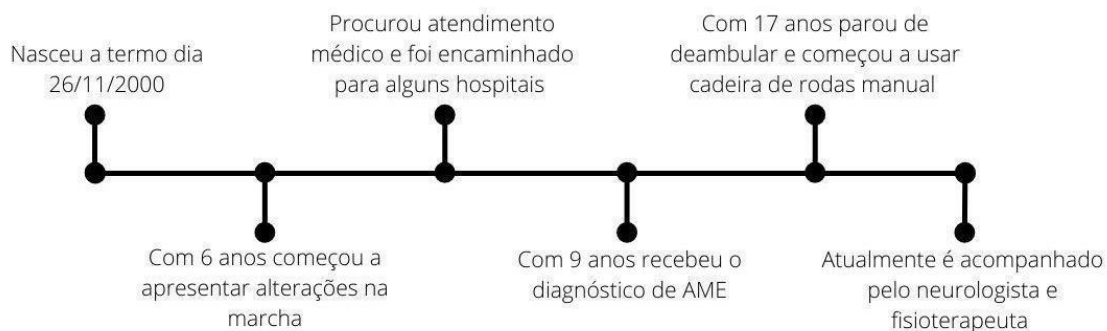 Nasceu a termo dia
26/11/2000
Com 6 anos começou a
apresentar alterações na
marcha
Procurou atendimento
médico e foi encaminhado
para alguns hospitais
Com 9 anos recebeu o
diagnóstico de AME
Com 17 anos parou de
deambular e começou a usar
cadeira de rodas manual
Atualmente é acompanhado
pelo neurologista e
fisioterapeuta